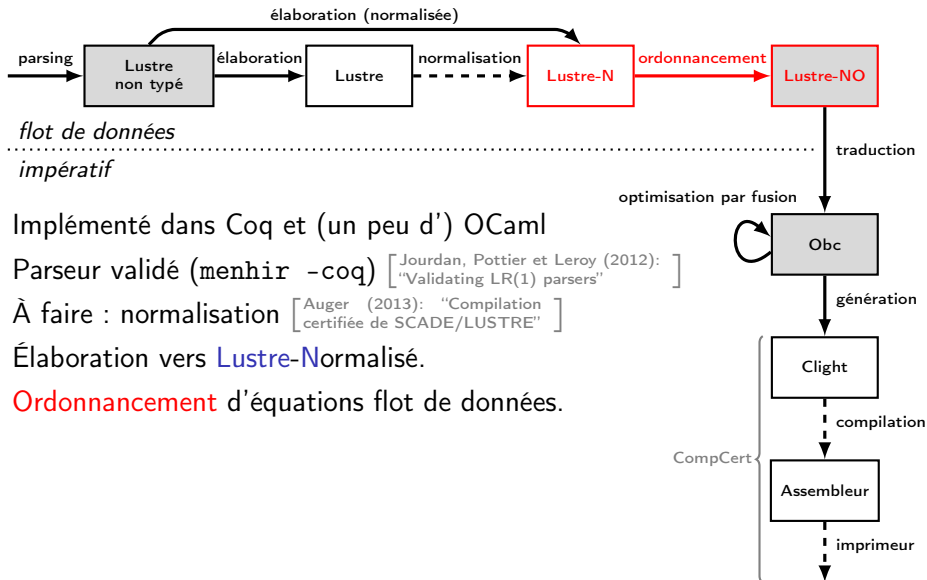 élaboration (normalisée)
parsing
Lustre
non typé
élaboration
Lustre
normalisation
Lustre-N
ordonnancement
Lustre-NO
flot de données
impératif
traduction
optimisation par fusion
Obc
Implémenté dans Coq et (un peu d') OCaml
Parseur validé (menhir -coq) [Jourdan, Pottier et Leroy (2012):
"Validating LR(1) parsers"]
génération
À faire : normalisation [Auger (2013): "Compilation
certifiée de SCADE/LUSTRE"]
Élaboration vers Lustre-Normalisé.
Clight
Ordonnancement d'équations flot de données.
compilation
CompCert
Assembleur
imprimeur